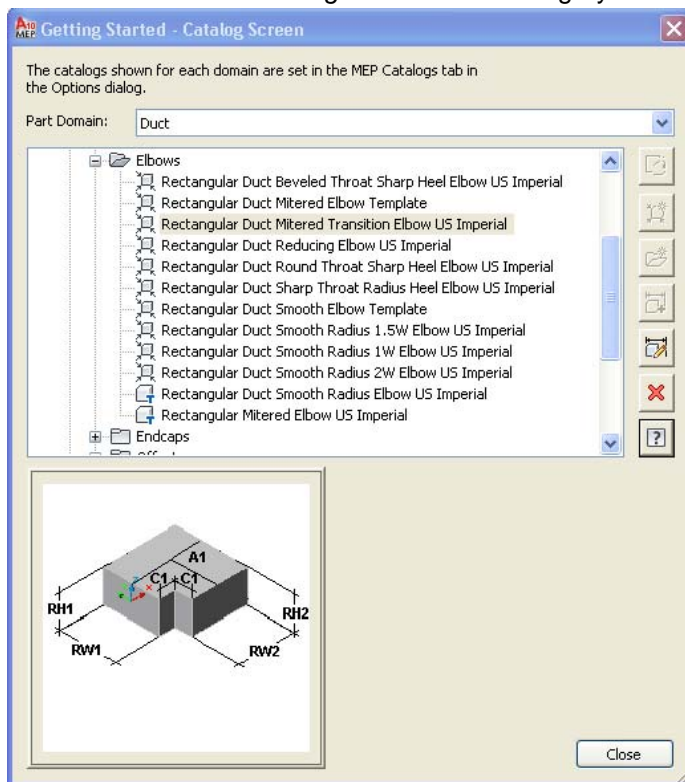 Getting Started - Catalog Screen
The catalogs shown for each domain are set in the MEP Catalogs tab in
the Options dialog.
Part Domain: Duct
Elbows
Rectangular Duct Beveled Throat Sharp Heel Elbow US Imperial
Rectangular Duct Mitered Elbow Template
Rectangular Duct Mitered Transition Elbow US Imperial
Rectangular Duct Reducing Elbow US Imperial
Rectangular Duct Round Throat Sharp Heel Elbow US Imperial
Rectangular Duct Sharp Throat Radius Heel Elbow US Imperial
Rectangular Duct Smooth Elbow Template
Rectangular Duct Smooth Radius 1.5W Elbow US Imperial
Rectangular Duct Smooth Radius 1W Elbow US Imperial
Rectangular Duct Smooth Radius 2W Elbow US Imperial
Rectangular Duct Smooth Radius Elbow US Imperial
Rectangular Mitered Elbow US Imperial
Endcaps
A1
C1 C1
RH1 RH2
RW1 RW2
Close